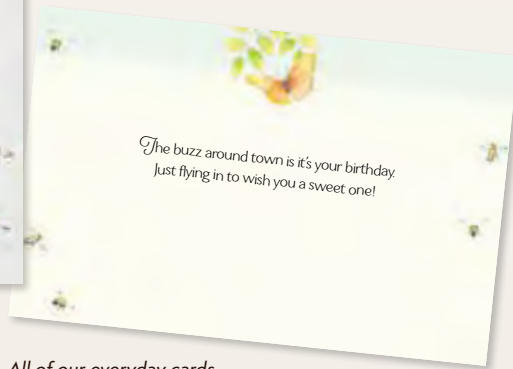 The buzz around town is it's your birthday.
Just flying in to wish you a sweet one!
All of our everyday cards